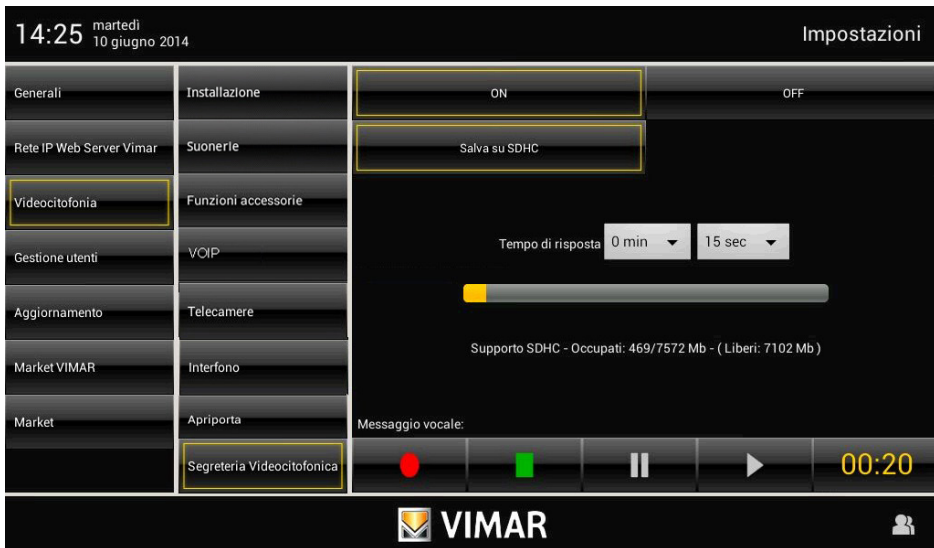 14:25
martedì
10 giugno 2014
Impostazioni
Generali
Rete IP Web Server Vimar
Videocitofonia
Gestione utenti
Aggiornamento
Market VIMAR
Market
Installazione
Suonerie
Funzioni accessorie
VOIP
Telecamere
Interfono
Apriporta
Segreteria Videocitofonica
ON
OFF
Salva su SDHC
Tempo di risposta 0 min 15 sec
Supporto SDHC - Occupati: 469/7572 Mb - ( Liberi: 7102 Mb )
Messaggio vocale:
00:20
VIMAR